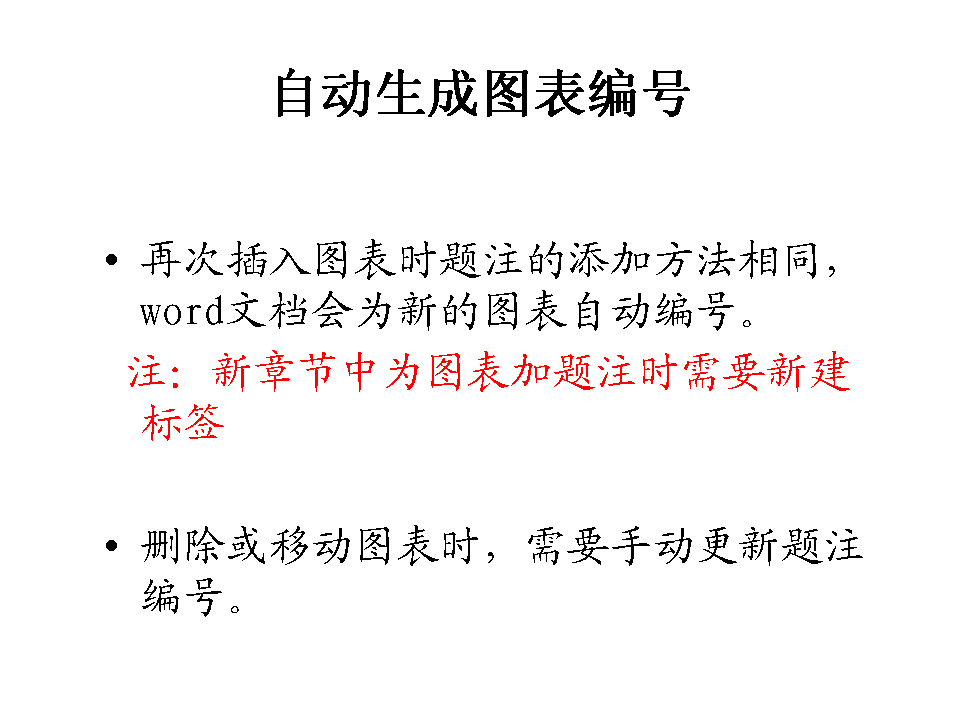 自动生成图表编号
• 再次插入图表时题注的添加方法相同，
word文档会为新的图表自动编号。
注：新章节中为图表加题注时需要新建
标签
• 删除或移动图表时，需要手动更新题注
编号。